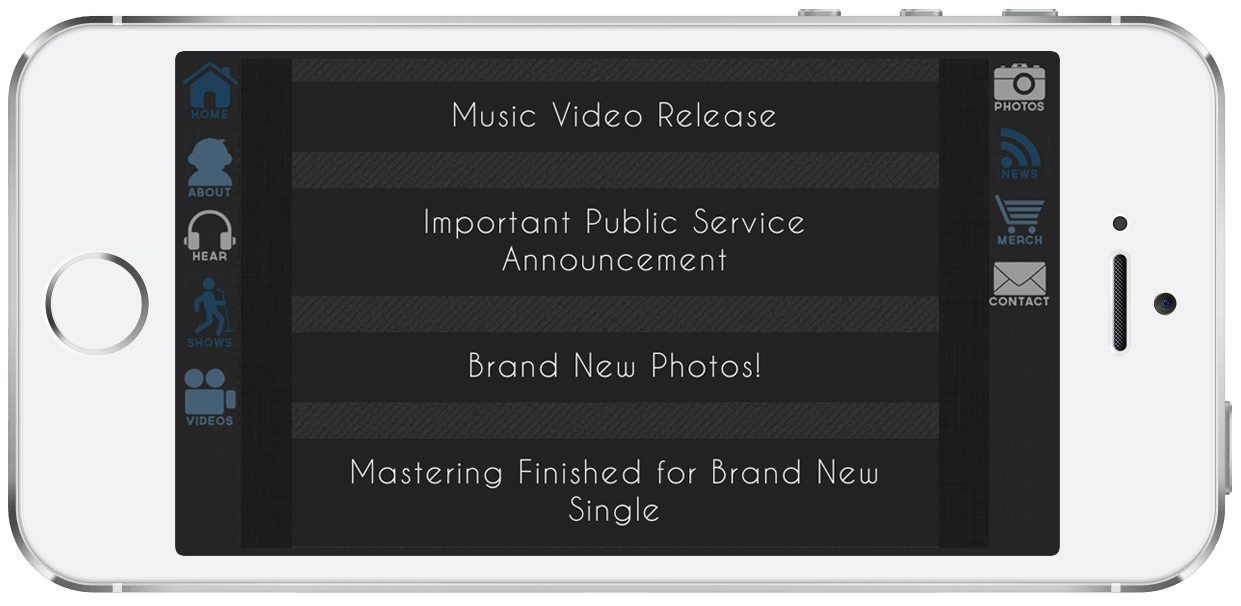 HOME
ABOUT
HEAR
SHOWS
VIDEOS
Music Video Release
Important Public Service
Announcement
Brand New Photos!
Mastering Finished for Brand New
Single
PHOTOS
NEWS
MERCH
CONTACT